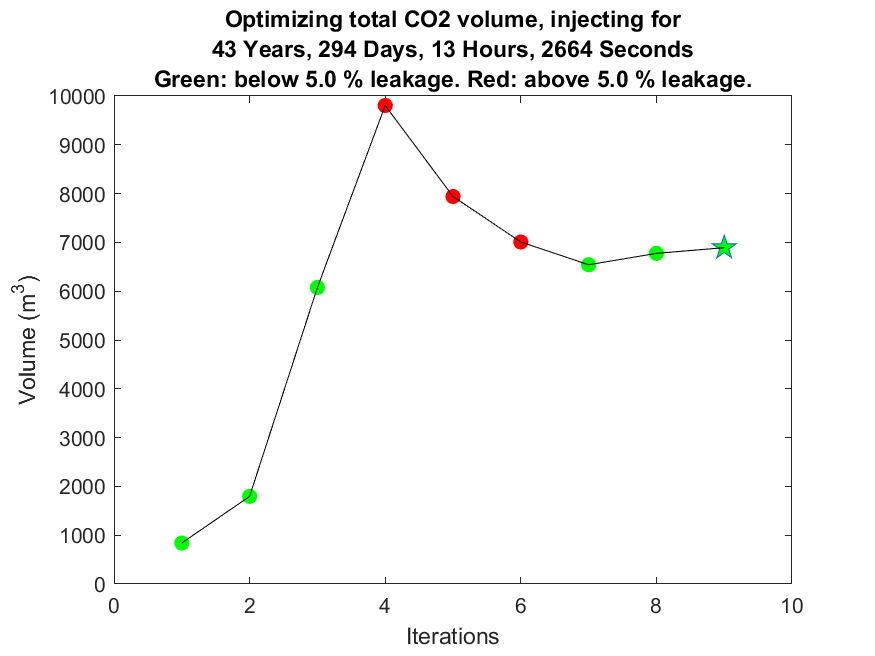 Optimizing total CO2 volume, injecting for
43 Years, 294 Days, 13 Hours, 2664 Seconds
Green: below 5.0 % leakage. Red: above 5.0 % leakage.
10000
9000
8000
7000
6000
5000
4000
3000
2000
1000
0
Volume (m³)
0 2 4 6 8 10
Iterations